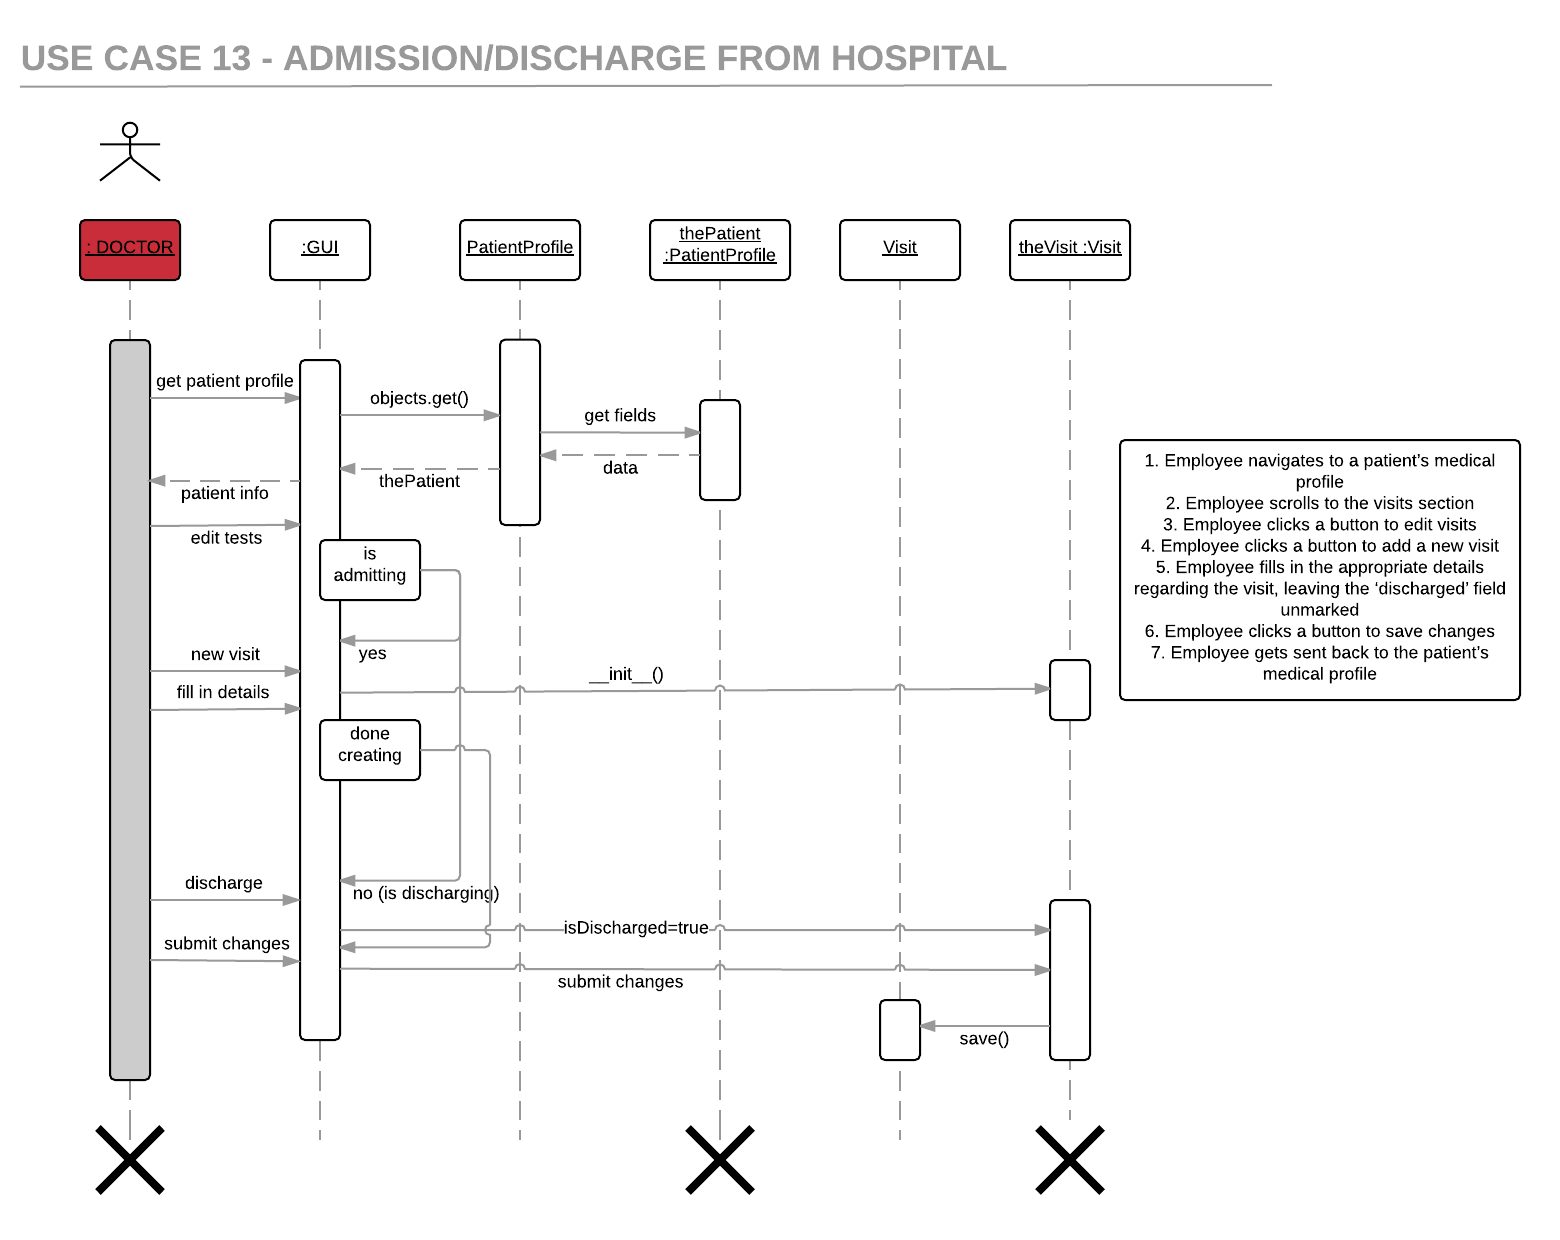 USE CASE 13 - ADMISSION/DISCHARGE FROM HOSPITAL
: DOCTOR
:GUI
PatientProfile
thePatient
:PatientProfile
Visit
theVisit :Visit
get patient profile
objects.get()
get fields
data
thePatient
patient info
edit tests
is
admitting
yes
new visit
__init__()
fill in details
done
creating
discharge
no (is discharging)
isDischarged=true
submit changes
submit changes
save()
1. Employee navigates to a patient’s medical
profile
2. Employee scrolls to the visits section
3. Employee clicks a button to edit visits
4. Employee clicks a button to add a new visit
5. Employee fills in the appropriate details
regarding the visit, leaving the ‘discharged’ field
unmarked
6. Employee clicks a button to save changes
7. Employee gets sent back to the patient’s
medical profile